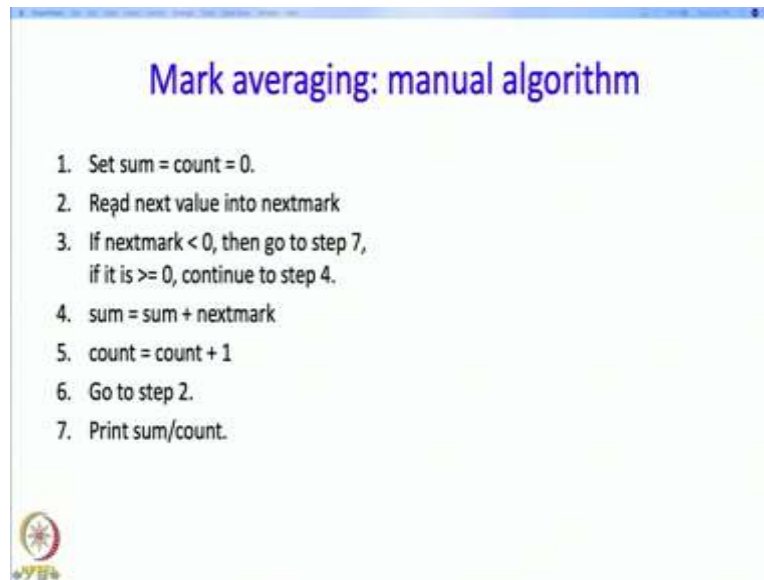 Mark averaging: manual algorithm
1. Set sum = count = 0.
2. Read next value into nextmark
3. If nextmark < 0, then go to step 7,
if it is >= 0, continue to step 4.
4. sum = sum + nextmark
5. count = count + 1
6. Go to step 2.
7. Print sum/count.